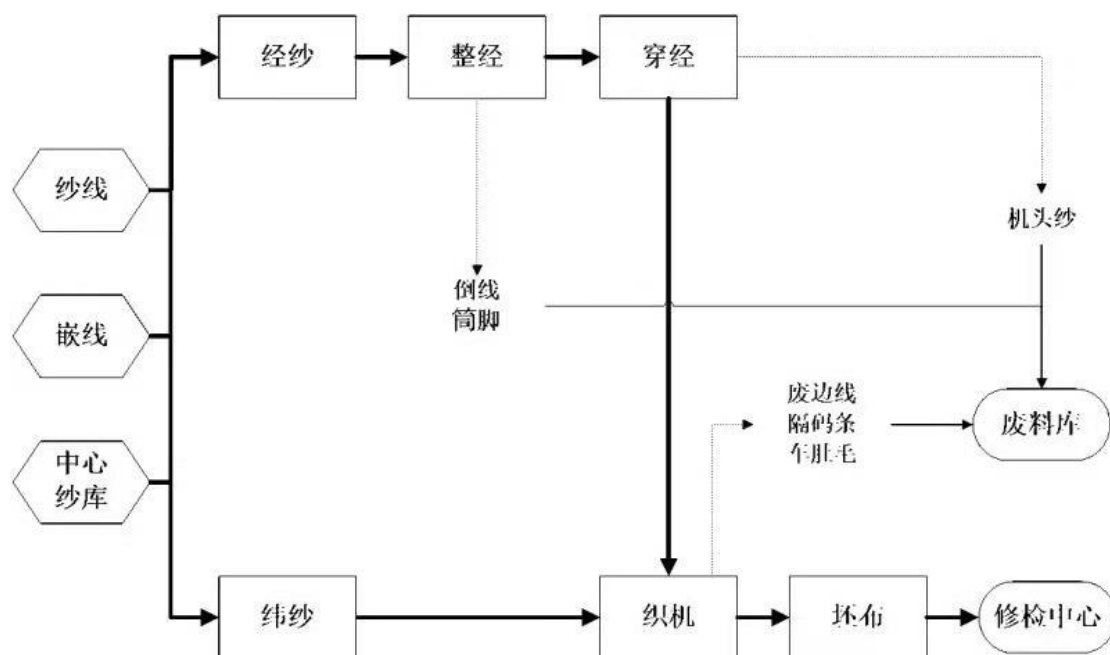 经纱
整经
穿经
纱线
机头纱
倒线
筒脚
嵌线
废边线
隔码条
车肚毛
废料库
中心
纱库
纬纱
织机
坯布
修检中心